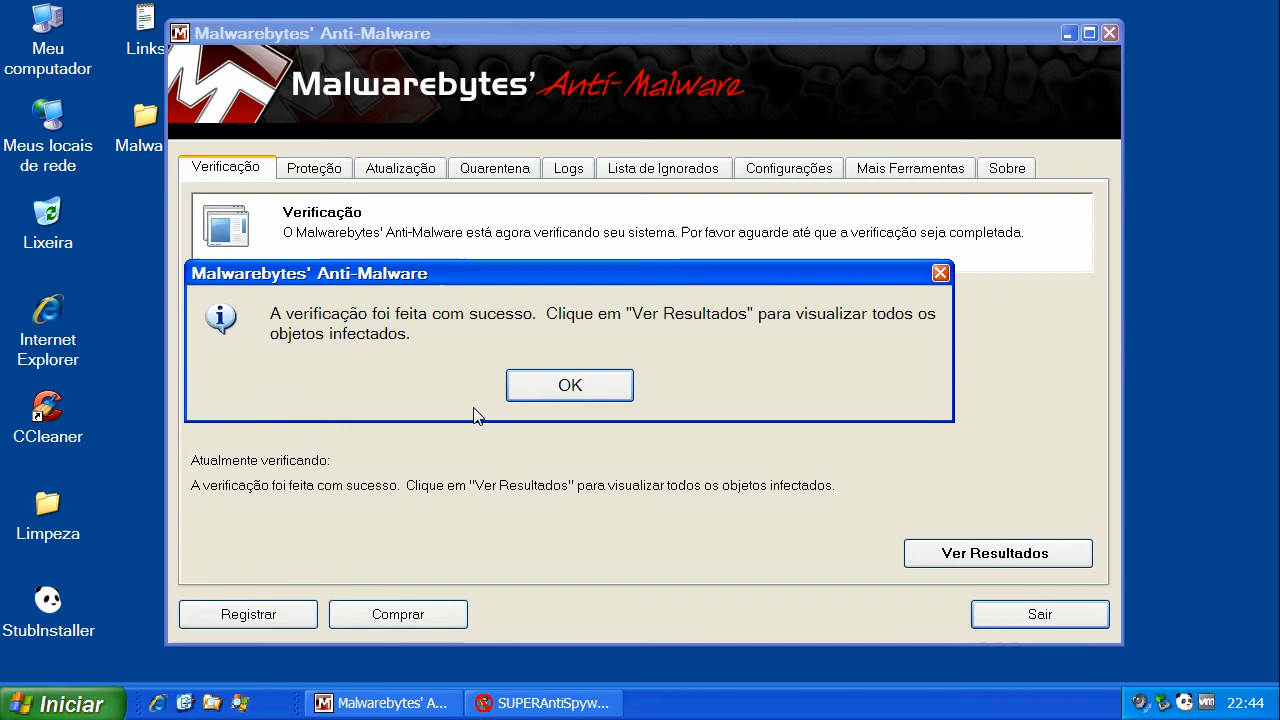 Meu computador
Links
Meus locais de rede
Malwa
Lixeira
Internet Explorer
CCleaner
Limpeza
StubInstaller
Malwarebytes' Anti-Malware
Malwarebytes' Anti-Malware
Verificação
Proteção
Atualização
Quarentena
Logs
Lista de Ignorados
Configurações
Mais Ferramentas
Sobre
Verificação
O Malwarebytes' Anti-Malware está agora verificando seu sistema. Por favor aguarde até que a verificação seja completada.
Malwarebytes' Anti-Malware
A verificação foi feita com sucesso. Clique em "Ver Resultados" para visualizar todos os
objetos infectados.
OK
Atualmente verificando:
A verificação foi feita com sucesso. Clique em "Ver Resultados" para visualizar todos os objetos infectados.
Ver Resultados
Registrar
Comprar
Sair
Iniciar
Malwarebytes' A...
SUPERAntiSpyw...
22:44